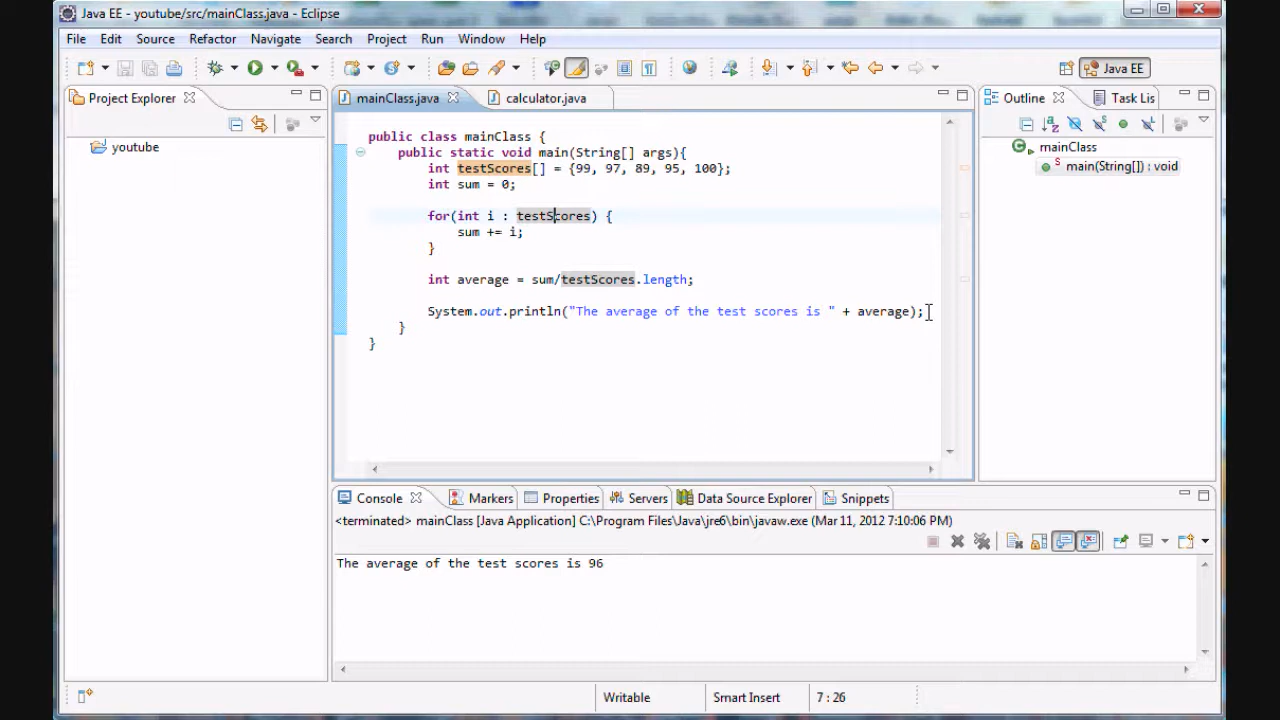 Java EE - youtube/src/mainClass.java - Eclipse
File Edit Source Refactor Navigate Search Project Run Window Help
Java EE
Project Explorer
mainClass.java
calculator.java
Outline
Task Lis
youtube
public class mainClass {
public static void main(String[] args){
int testScores[] = {99, 97, 89, 95, 100};
int sum = 0;
for(int i : testScores) {
sum += i;
}
int average = sum/testScores.length;
System.out.println("The average of the test scores is " + average);
}
}
mainClass
main(String[]) : void
Console Markers Properties Servers Data Source Explorer Snippets
<terminated> mainClass [Java Application] C:\Program Files\Java\jre6\bin\javaw.exe (Mar 11, 2012 7:10:06 PM)
The average of the test scores is 96
Writable Smart Insert 7 : 26